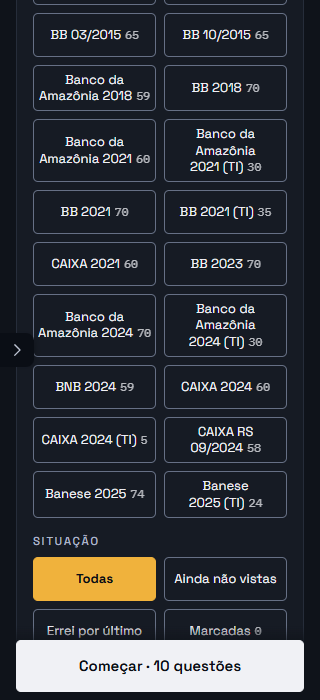 BB 03/2015 65
BB 10/2015 65
Banco da
Amazônia 2018 59
BB 2018 70
Banco da
Amazônia 2021 60
Banco da
Amazônia
2021 (TI) 30
BB 2021 70
BB 2021 (TI) 35
CAIXA 2021 60
BB 2023 70
Banco da
Amazônia 2024 70
Banco da
Amazônia
2024 (TI) 30
BNB 2024 59
CAIXA 2024 60
CAIXA 2024 (TI) 5
CAIXA RS
09/2024 58
Banese 2025 74
Banese
2025 (TI) 24
SITUAÇÃO
Todas
Ainda não vistas
Errei por último
Marcadas 0
Começar · 10 questões